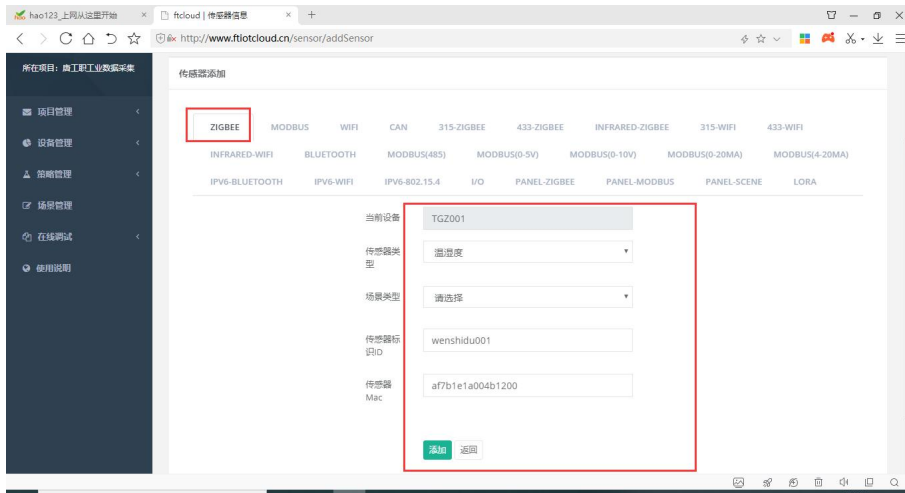 hao123_上网从这里开始 × ftcloud | 传感器信息 × +
http://www.ftiotcloud.cn/sensor/addSensor
所在项目：唐工职工业数据采集
传感器添加
项目管理
设备管理
策略管理
场景管理
在线调试
使用说明
ZIGBEE MODBUS WIFI CAN 315-ZIGBEE 433-ZIGBEE INFRARED-ZIGBEE 315-WIFI 433-WIFI
INFRARED-WIFI BLUETOOTH MODBUS(485) MODBUS(0-5V) MODBUS(0-10V) MODBUS(0-20MA) MODBUS(4-20MA)
IPV6-BLUETOOTH IPV6-WIFI IPV6-802.15.4 I/O PANEL-ZIGBEE PANEL-MODBUS PANEL-SCENE LORA
当前设备 TGZ001
传感器类
型
温湿度
场景类型 请选择
传感器标
识ID
wenshidu001
传感器
Mac
af7b1e1a004b1200
添加 返回